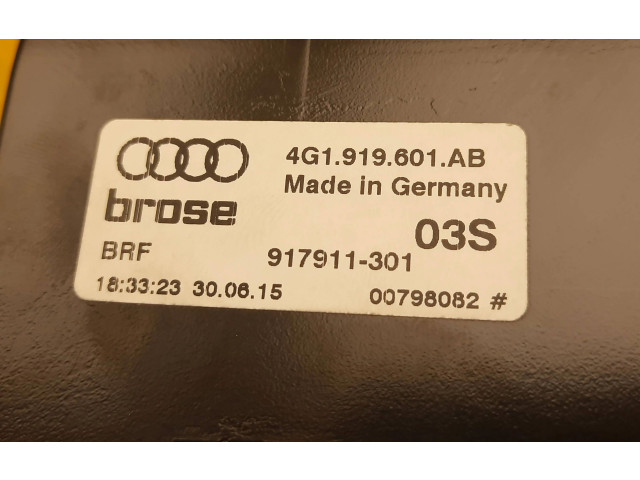 4G1.919.601.AB
Made in Germany
brose
03S
BRF 917911-301
18:33:23 30.06.15 00798082 #